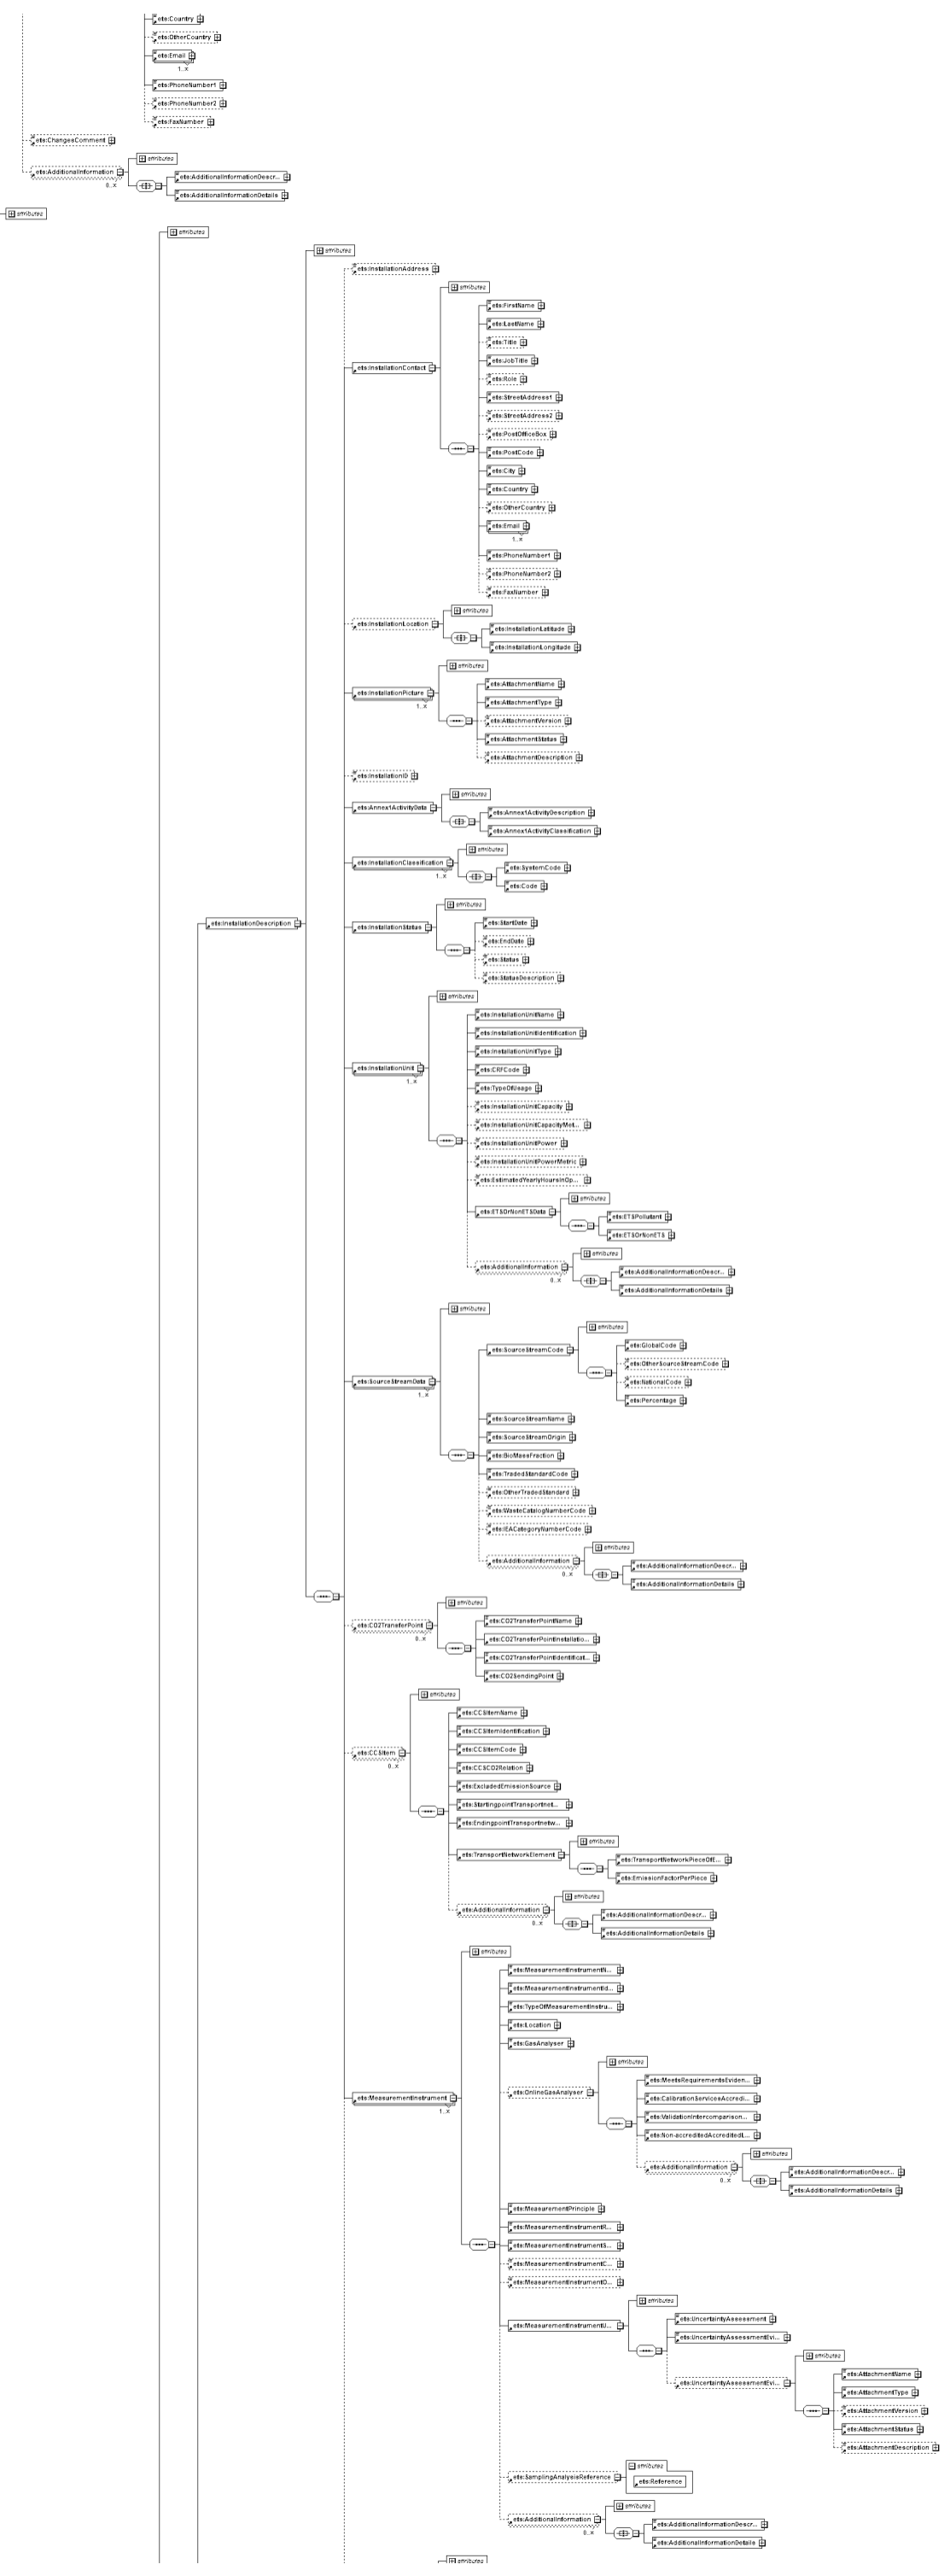 ets:Country
ets:OtherCountry
ets:Email
1..x
ets:PhoneNumber1
ets:PhoneNumber2
ets:FaxNumber
ets:ChangesComment
attributes
ets:AdditionalInformation
0..x
ets:AdditionalInformationDescr...
ets:AdditionalInformationDetails
attributes
attributes
attributes
ets:InstallationAddress
attributes
ets:FirstName
ets:LastName
ets:Title
ets:JobTitle
ets:InstallationContact
ets:Role
ets:StreetAddress1
ets:StreetAddress2
ets:PostOfficeBox
ets:PostCode
ets:City
ets:Country
ets:OtherCountry
ets:Email
1..x
ets:PhoneNumber1
ets:PhoneNumber2
ets:FaxNumber
attributes
ets:InstallationLocation
ets:InstallationLatitude
ets:InstallationLongitude
attributes
ets:InstallationPicture
1..x
ets:AttachmentName
ets:AttachmentType
ets:AttachmentVersion
ets:AttachmentStatus
ets:AttachmentDescription
ets:InstallationID
attributes
ets:Annex1ActivityData
ets:Annex1ActivityDescription
ets:Annex1ActivityClassification
attributes
ets:InstallationClassification
1..x
ets:SystemCode
ets:Code
attributes
ets:InstallationDescription
ets:InstallationStatus
ets:StartDate
ets:EndDate
ets:Status
ets:StatusDescription
attributes
ets:InstallationUnit
1..x
ets:InstallationUnitName
ets:InstallationUnitIdentification
ets:InstallationUnitType
ets:CRFCode
ets:TypeOfUsage
ets:InstallationUnitCapacity
ets:InstallationUnitCapacityMet...
ets:InstallationUnitPower
ets:InstallationUnitPowerMetric
ets:EstimatedYearlyHoursInOp...
attributes
ets:ETSOrNonETSData
ets:ETSPollutant
ets:ETSOrNonETS
attributes
ets:AdditionalInformation
0..x
ets:AdditionalInformationDescr...
ets:AdditionalInformationDetails
attributes
attributes
ets:SourceStreamCode
ets:GlobalCode
ets:OtherSourceStreamCode
ets:NationalCode
ets:Percentage
ets:SourceStreamData
1..x
ets:SourceStreamName
ets:SourceStreamOrigin
ets:BioMassFraction
ets:TradedStandardCode
ets:OtherTradedStandard
ets:WasteCatalogNumberCode
ets:IEACategoryNumberCode
attributes
ets:AdditionalInformation
0..x
ets:AdditionalInformationDescr...
ets:AdditionalInformationDetails
attributes
ets:CO2TransferPoint
0..x
ets:CO2TransferPointName
ets:CO2TransferPointInstallatio...
ets:CO2TransferPointIdentificat...
ets:CO2SendingPoint
attributes
ets:CCSItem
0..x
ets:CCSItemName
ets:CCSItemIdentification
ets:CCSItemCode
ets:CCSCO2Relation
ets:ExcludedEmissionSource
ets:StartingpointTransportnet...
ets:EndingpointTransportnetw...
attributes
ets:TransportNetworkElement
ets:TransportNetworkPieceOfE...
ets:EmissionFactorPerPiece
attributes
ets:AdditionalInformation
0..x
ets:AdditionalInformationDescr...
ets:AdditionalInformationDetails
attributes
ets:MeasurementInstrumentN...
ets:MeasurementInstrumentId...
ets:TypeOfMeasurementInstru...
ets:Location
ets:GasAnalyser
attributes
ets:OnlineGasAnalyser
ets:MeetsRequirementsEviden...
ets:CalibrationServicesAccredi...
ets:ValidationIntercomparison...
ets:Non-accreditedAccreditedL...
ets:MeasurementInstrument
1..x
attributes
ets:AdditionalInformation
0..x
ets:AdditionalInformationDescr...
ets:AdditionalInformationDetails
ets:MeasurementPrinciple
ets:MeasurementInstrumentR...
ets:MeasurementInstrumentS...
ets:MeasurementInstrumentC...
ets:MeasurementInstrumentO...
attributes
ets:MeasurementInstrumentU...
ets:UncertaintyAssessment
ets:UncertaintyAssessmentEvi...
attributes
ets:UncertaintyAssessmentEvi...
ets:AttachmentName
ets:AttachmentType
ets:AttachmentVersion
ets:AttachmentStatus
ets:AttachmentDescription
attributes
ets:SamplingAnalysisReference
ets:Reference
attributes
ets:AdditionalInformation
0..x
ets:AdditionalInformationDescr...
ets:AdditionalInformationDetails
attributes